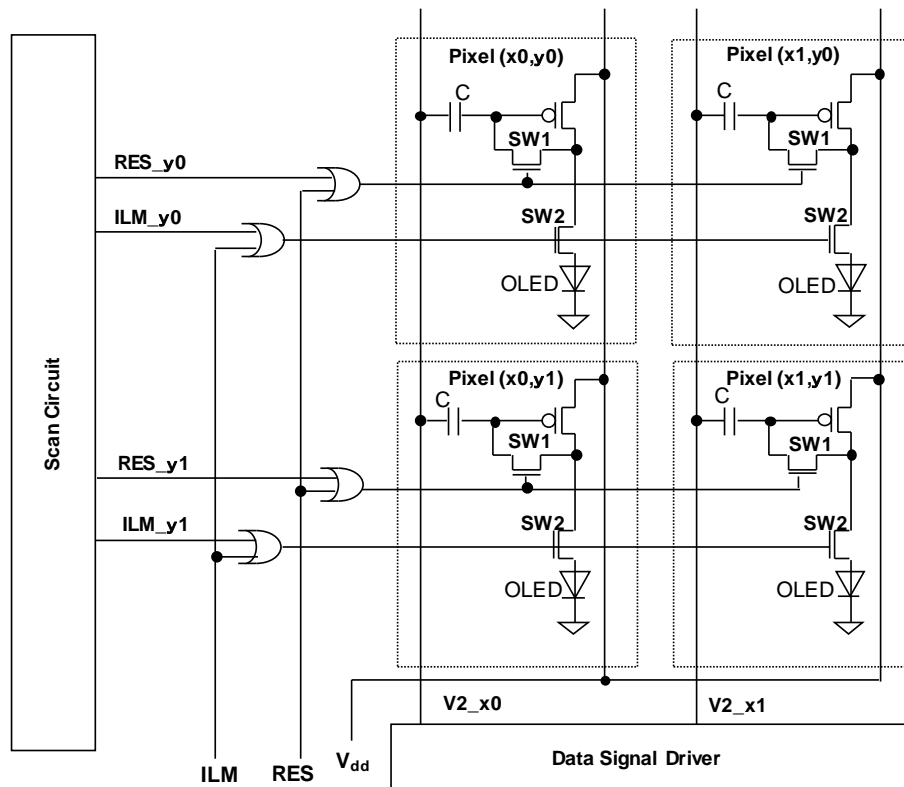 Pixel (x0,y0)
Pixel (x1,y0)
C
SW1
C
SW1
RES_y0
ILM_y0
SW2
SW2
OLED
OLED
Scan Circuit
Pixel (x0,y1)
Pixel (x1,y1)
C
SW1
C
SW1
RES_y1
ILM_y1
SW2
SW2
OLED
OLED
V2_x0
V2_x1
ILM
RES
Vdd
Data Signal Driver